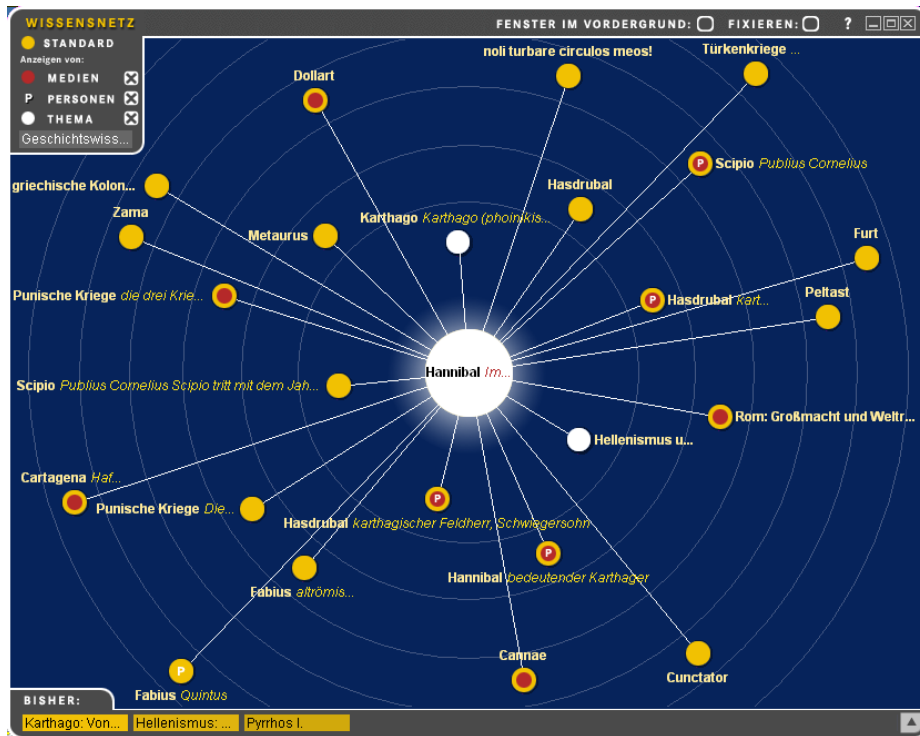 WISSENSNETZ
FENSTER IM VORDERGRUND:
FIXIEREN:
?
STANDARD
Anzeigen von:
MEDIEN
P PERSONEN
THEMA
Geschichtswiss...
noli turbare circulos meos!
Türkenkriege ...
Dollart
P Scipio Publius Cornelius
griechische Kolon...
Hasdrubal
Zama
Karthago Karthago (phoinikis...
Metaurus
Furt
Punische Kriege die drei Krie...
P Hasdrubal kart...
Peltast
Hannibal Im...
Scipio Publius Cornelius Scipio tritt mit dem Jah...
Rom: Großmacht und Weltr...
Hellenismus u...
Cartagena Haf...
Punische Kriege Die...
P
Hasdrubal karthagischer Feldherr, Schwiegersohn
P
Hannibal bedeutender Karthager
Fabius altrömis...
Cannae
Cunctator
P
Fabius Quintus
BISHER:
Karthago: Von...
Hellenismus: ...
Pyrrhos I.